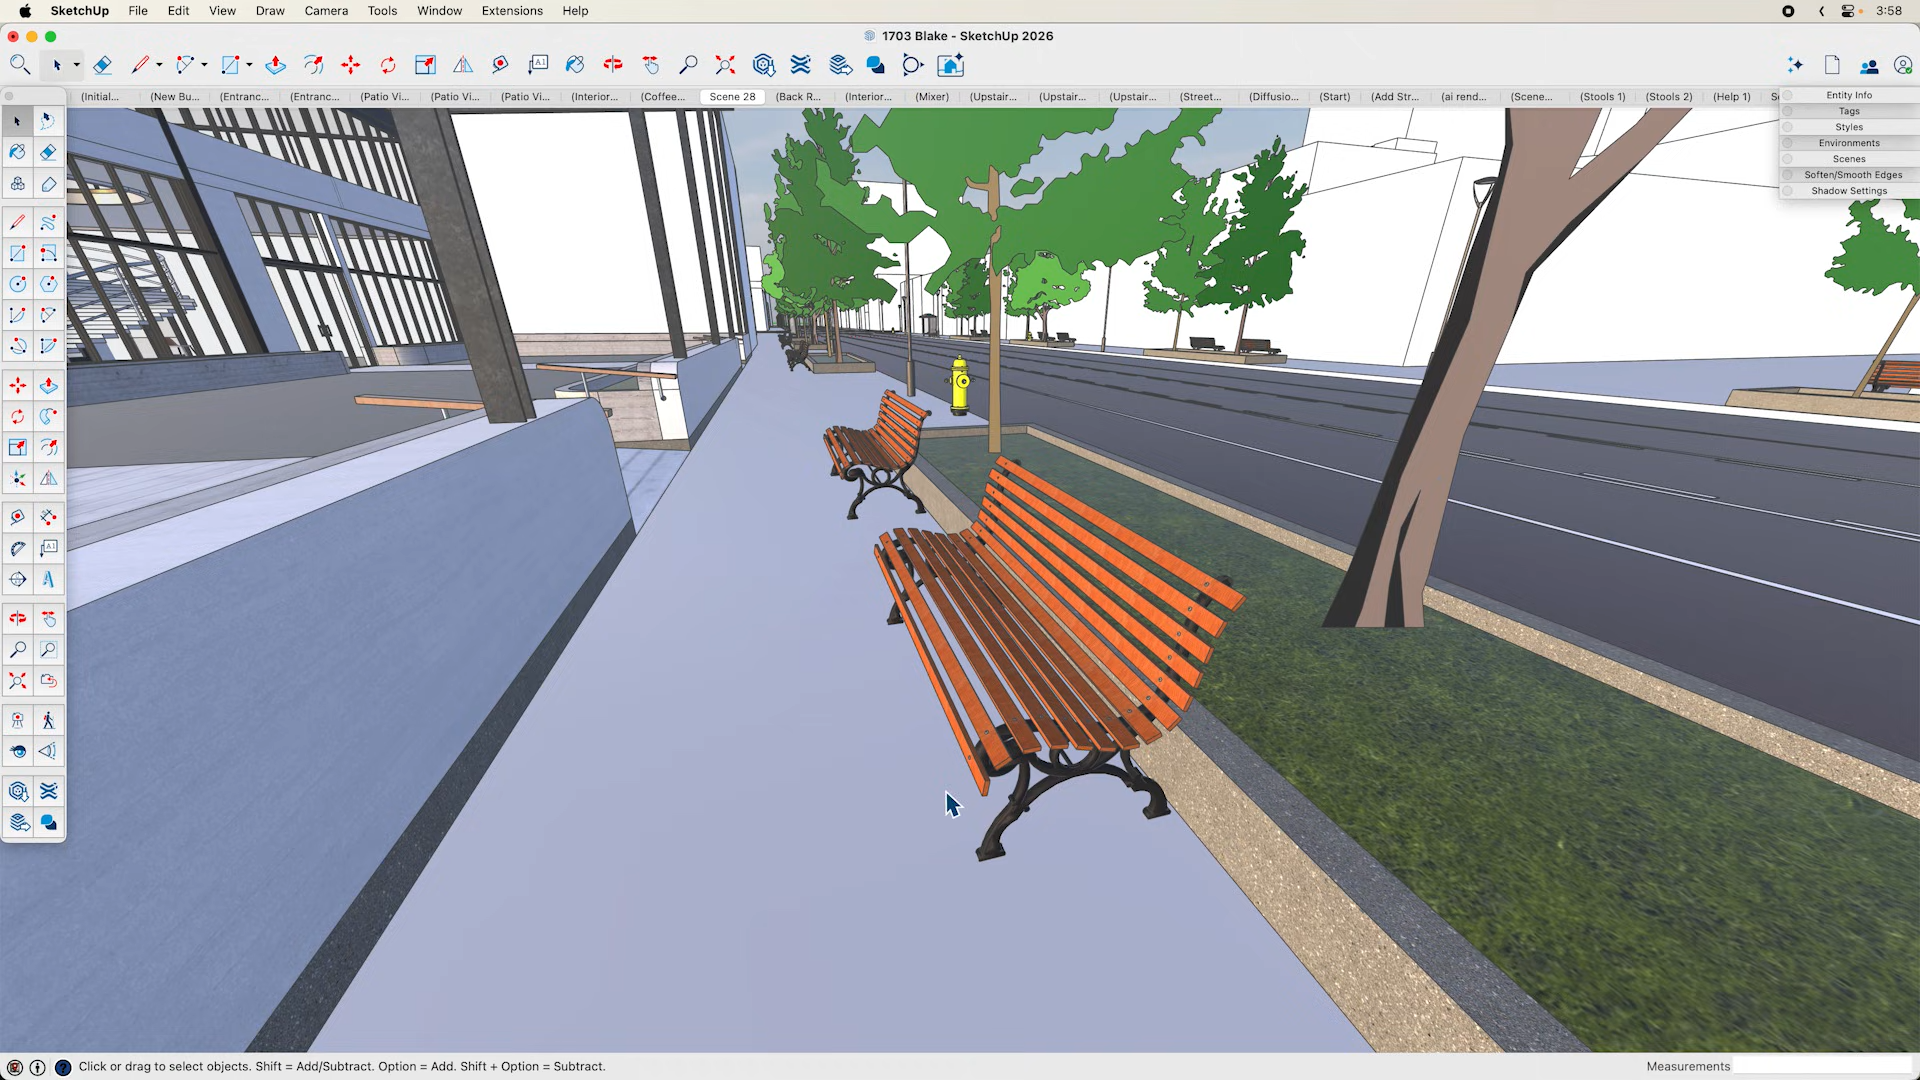 SketchUp File Edit View Draw Camera Tools Window Extensions Help 3:58
1703 Blake - SketchUp 2026
(Initial... (New Bu... (Entranc... (Entranc... (Patio Vi... (Patio Vi... (Patio Vi... (Interior... (Coffee... Scene 28 (Back R... (Interior... (Mixer) (Upstair... (Upstair... (Upstair... (Street... (Diffusio... (Start) (Add Str... (ai rend... (Scene... (Stools 1) (Stools 2) (Help 1)
Entity Info
Tags
Styles
Environments
Scenes
Soften/Smooth Edges
Shadow Settings
Click or drag to select objects. Shift = Add/Subtract. Option = Add. Shift + Option = Subtract.
Measurements